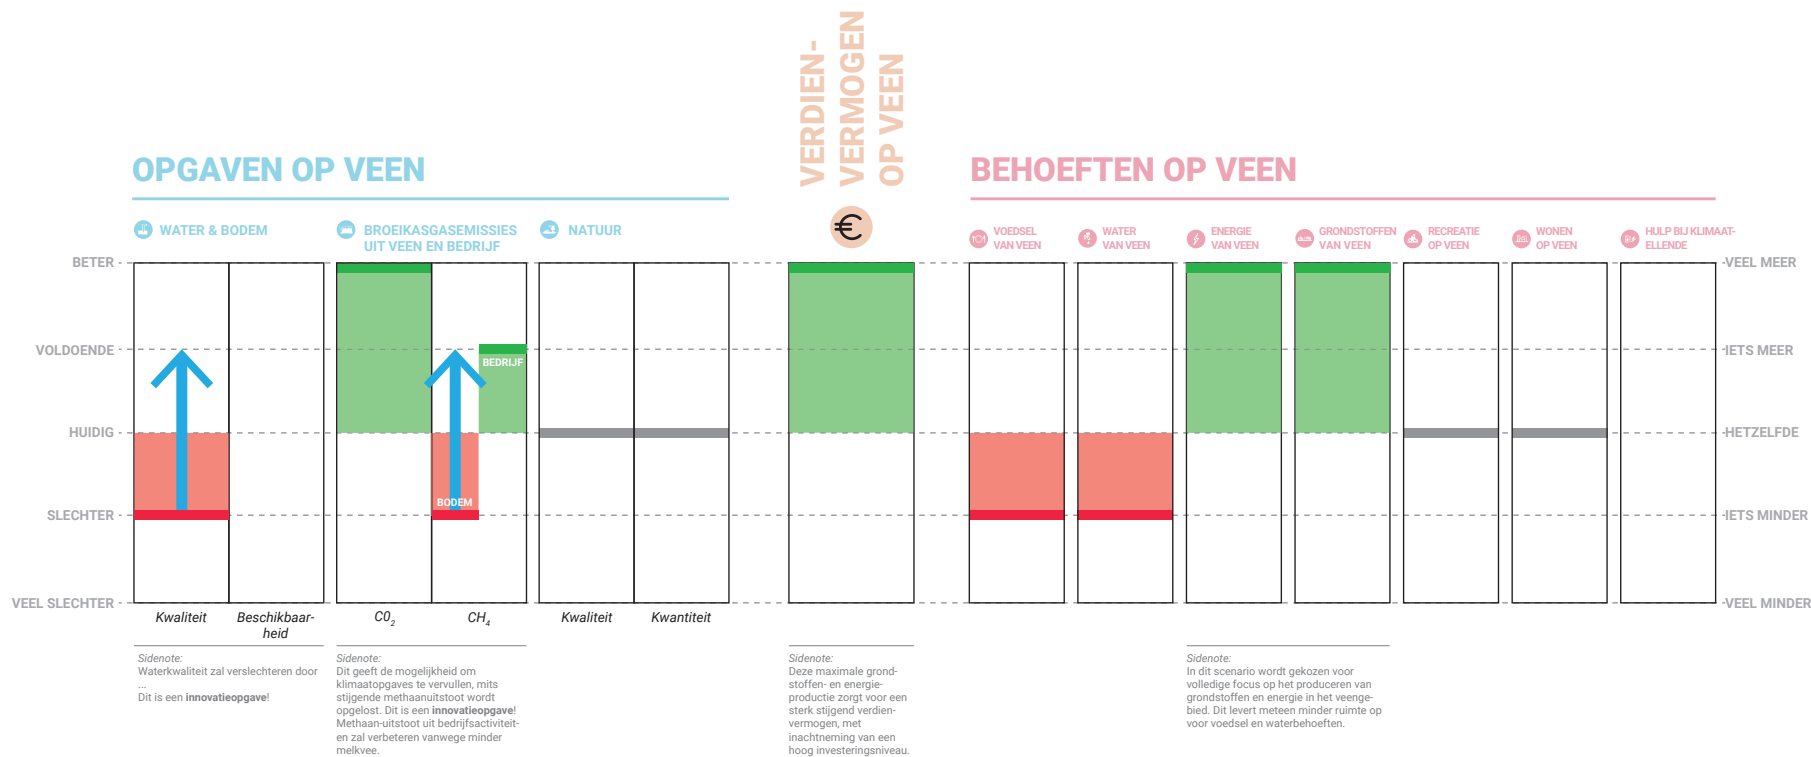 VERDIEN-
VERMOGEN
OP VEEN
OPGAVEN OP VEEN
BEHOEFTEN OP VEEN
WATER & BODEM
BROEIKASGASEMISSIES
UIT VEEN EN BEDRIJF
NATUUR
€
VOEDSEL
VAN VEEN
WATER
VAN VEEN
ENERGIE
VAN VEEN
GRONDSTOFFEN
VAN VEEN
RECREATIE
OP VEEN
WONEN
OP VEEN
HULP BIJ KLIMAAT-
ELLENDE
BETER
VOLDOENDE
HUIDIG
SLECHTER
VEEL SLECHTER
BEDRIJF
BODEM
VEEL MEER
IETS MEER
HETZELFDE
IETS MINDER
VEEL MINDER
Kwaliteit
Beschikbaar-
heid
C0₂
CH₄
Kwaliteit
Kwantiteit
Sidenote:
Waterkwaliteit zal verslechteren door
...
Dit is een innovatieopgave!
Sidenote:
Dit geeft de mogelijkheid om
klimaatopgaves te vervullen, mits
stijgende methaanuitstoot wordt
opgelost. Dit is een innovatieopgave!
Methaan-uitstoot uit bedrijfsactiviteit-
en zal verbeteren vanwege minder
melkvee.
Sidenote:
Deze maximale grond-
stoffen- en energie-
productie zorgt voor een
sterk stijgend verdien-
vermogen, met
inachtneming van een
hoog investeringsniveau.
Sidenote:
In dit scenario wordt gekozen voor
volledige focus op het produceren van
grondstoffen en energie in het veenge-
bied. Dit levert meteen minder ruimte op
voor voedsel en waterbehoeften.